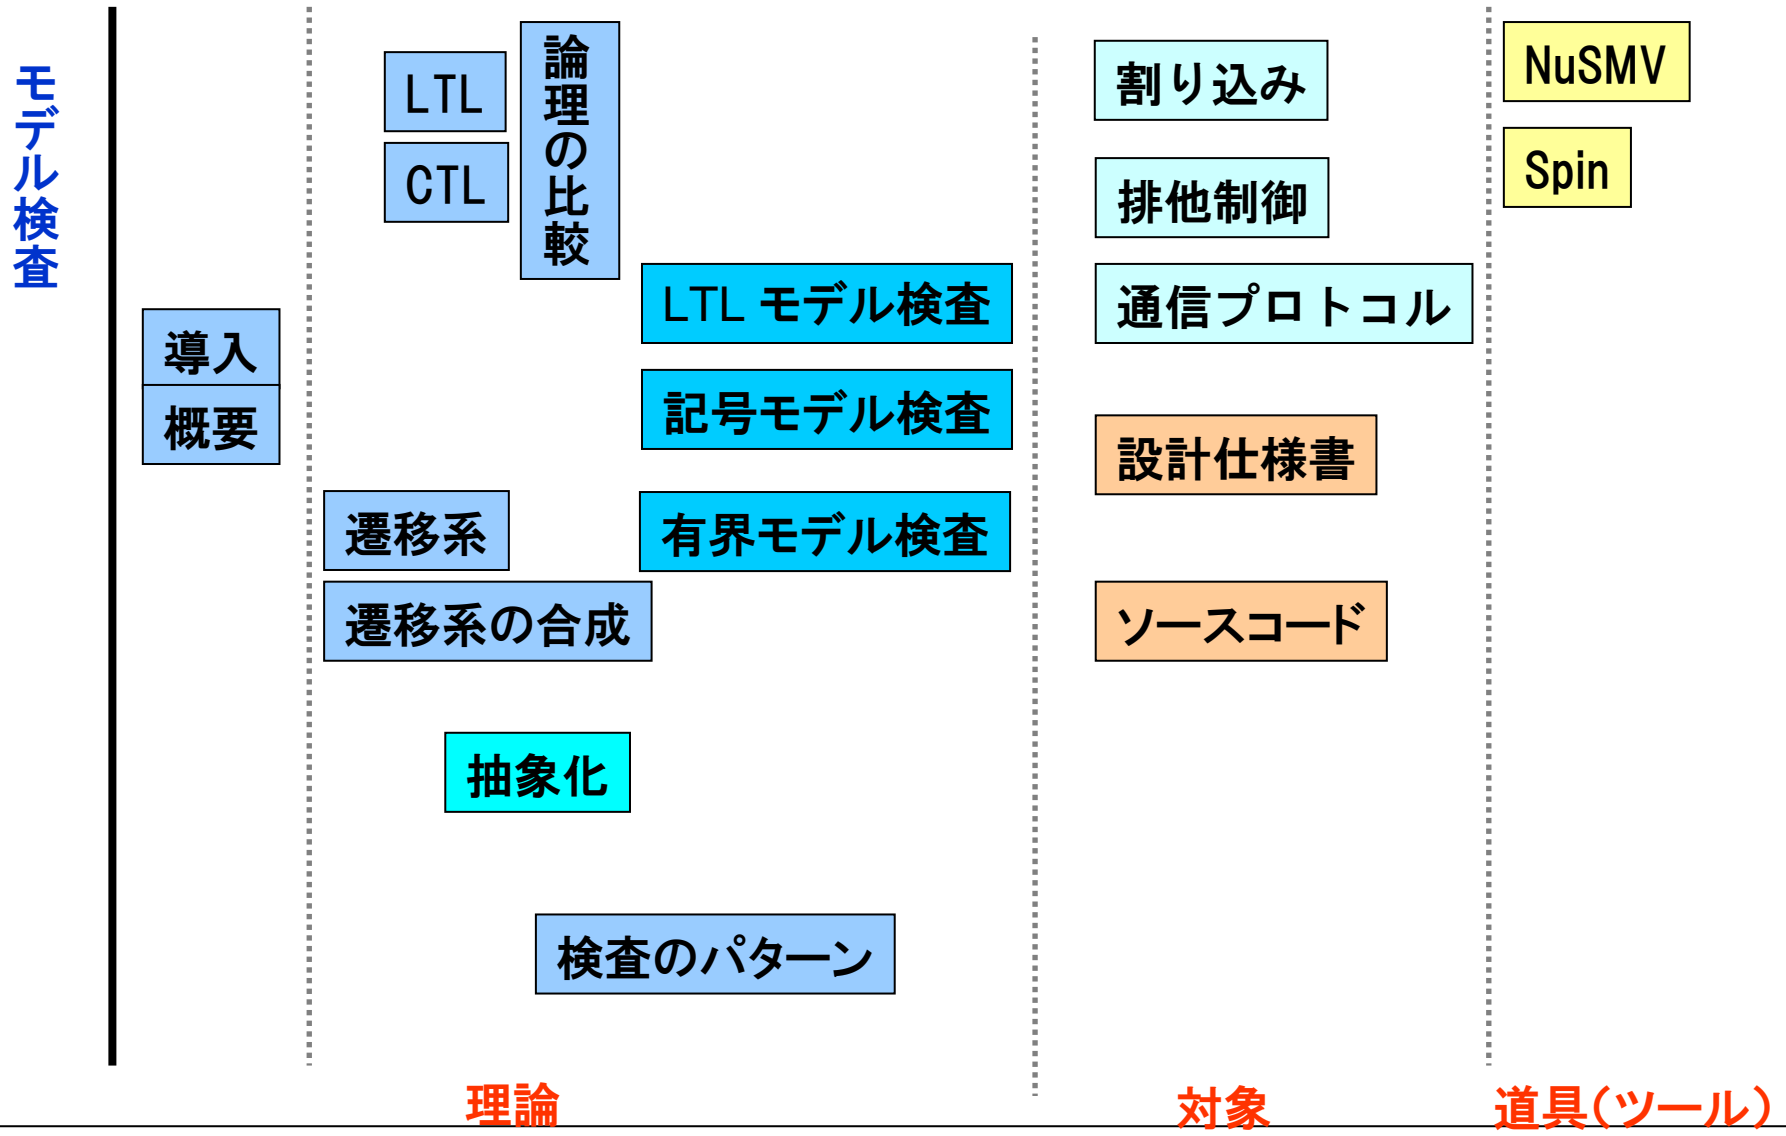 モデル検査
導入
概要
LTL
CTL
論理の比較
LTL モデル検査
記号モデル検査
有界モデル検査
遷移系
遷移系の合成
抽象化
検査のパターン
割り込み
排他制御
通信プロトコル
設計仕様書
ソースコード
NuSMV
Spin
理論
対象
道具(ツール)